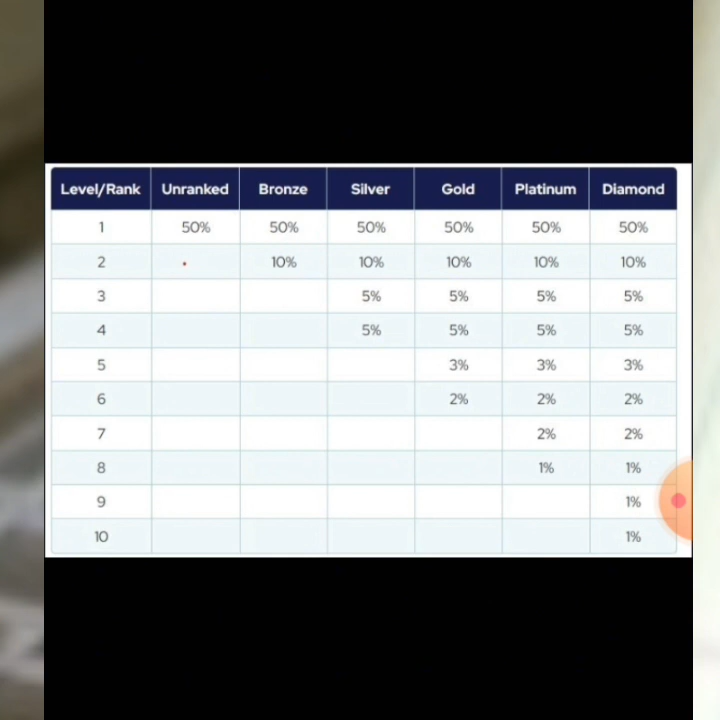 Level/Rank Unranked Bronze Silver Gold Platinum Diamond
1 50% 50% 50% 50% 50% 50%
2 10% 10% 10% 10% 10%
3 5% 5% 5% 5%
4 5% 5% 5% 5%
5 3% 3% 3%
6 2% 2% 2%
7 2% 2%
8 1% 1%
9 1%
10 1%